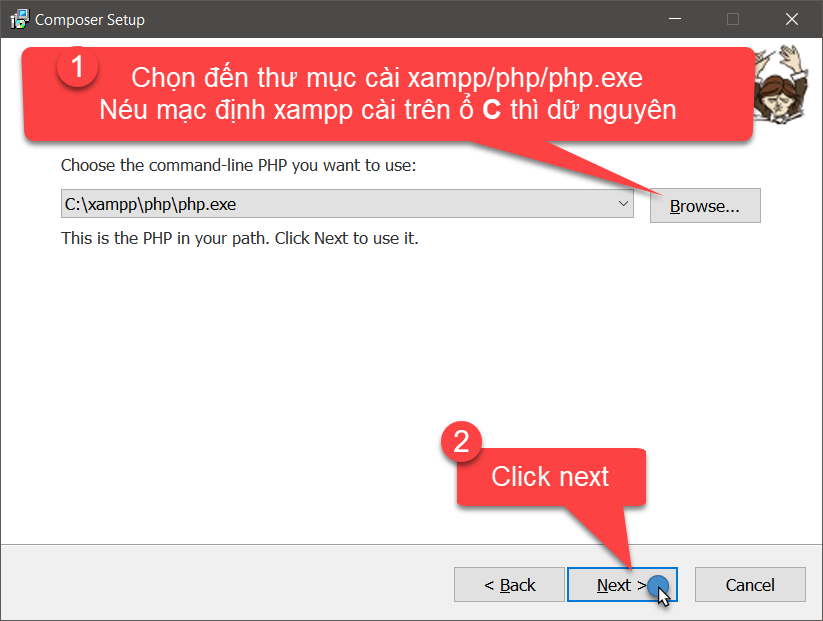 Composer Setup
1
Chọn đến thư mục cài xampp/php/php.exe
Néu mạc định xampp cài trên ổ C thì dữ nguyên
Choose the command-line PHP you want to use:
C:\xampp\php\php.exe
Browse...
This is the PHP in your path. Click Next to use it.
2
Click next
< Back
Next >
Cancel